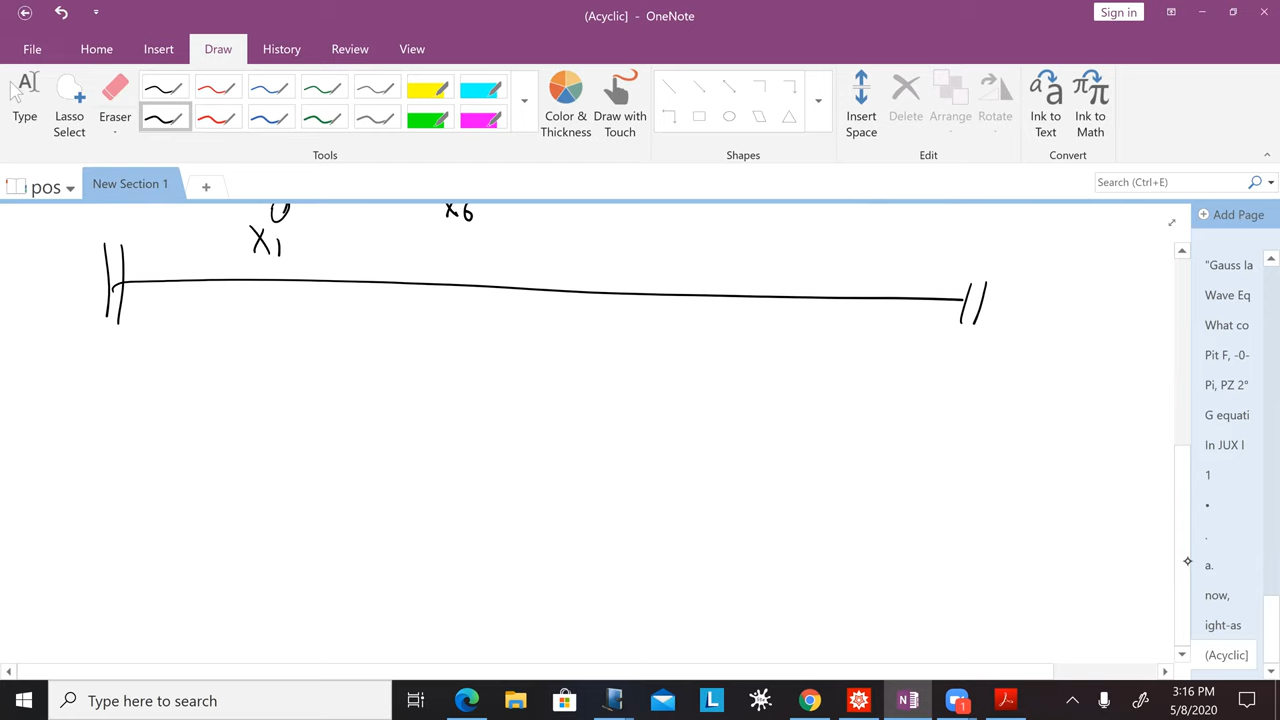 (Acyclic) - OneNote
Sign in
File
Home
Insert
Draw
History
Review
View
Type
Lasso Select
Eraser
Color & Thickness
Draw with Touch
Insert Space
Delete
Arrange
Rotate
Ink to Text
Ink to Math
Tools
Shapes
Edit
Convert
pos
New Section 1
Search (Ctrl+E)
x6
x1
Add Page
"Gauss la
Wave Eq
What co
Pit F, -0-
Pi, PZ 2°
G equati
In JUX l
1
•
.
a.
now,
ight-as
(Acyclic]
Type here to search
L
1
3:16 PM
5/8/2020